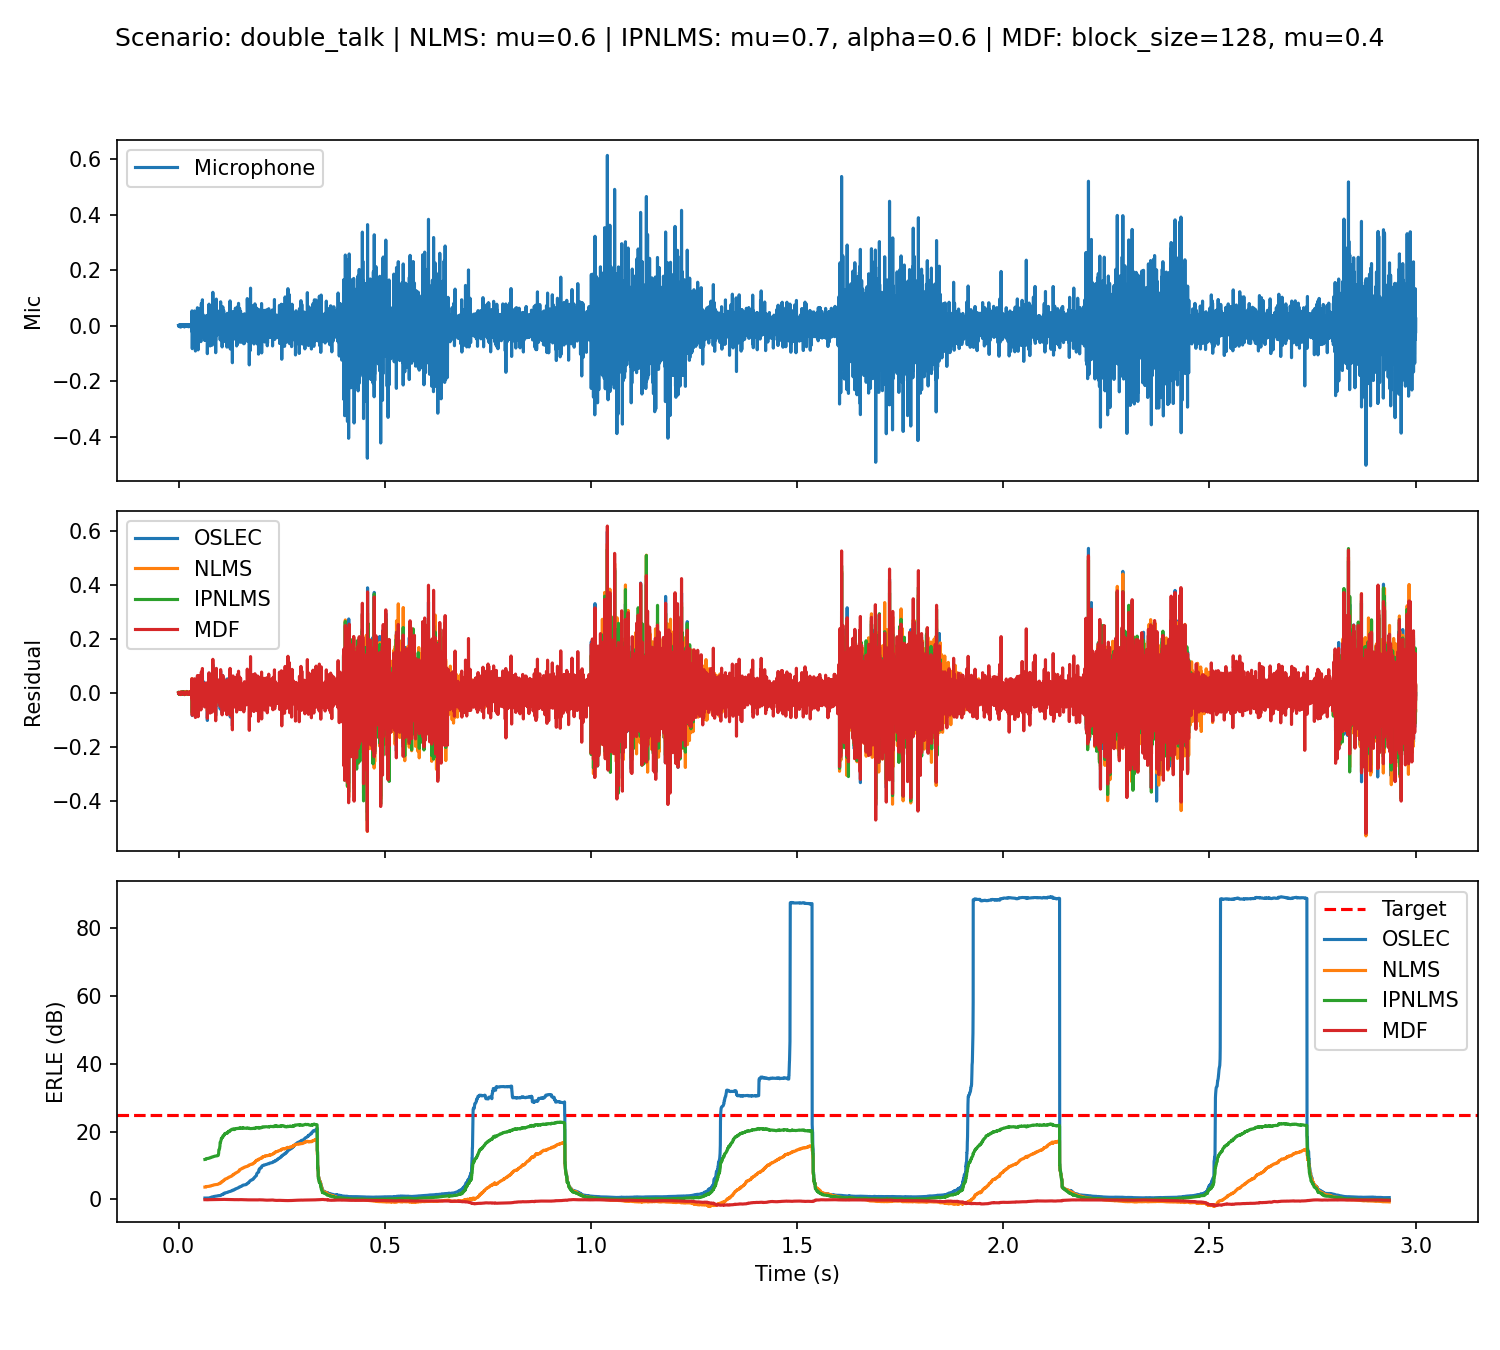 Scenario: double_talk | NLMS: mu=0.6 | IPNLMS: mu=0.7, alpha=0.6 | MDF: block_size=128, mu=0.4
Mic
0.6
0.4
0.2
0.0
−0.2
−0.4
Microphone
Residual
0.6
0.4
0.2
0.0
−0.2
−0.4
OSLEC
NLMS
IPNLMS
MDF
ERLE (dB)
80
60
40
20
0
Target
OSLEC
NLMS
IPNLMS
MDF
0.0 0.5 1.0 1.5 2.0 2.5 3.0
Time (s)